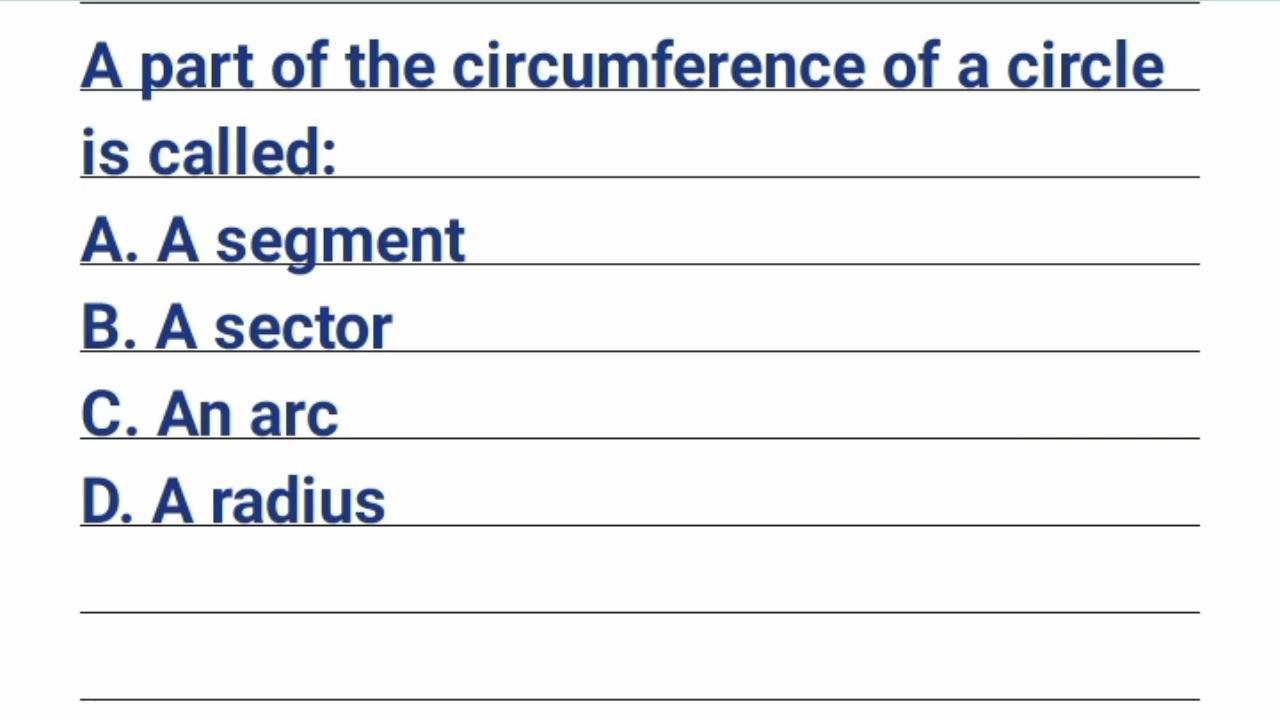 A part of the circumference of a circle
is called:
A. A segment
B. A sector
C. An arc
D. A radius